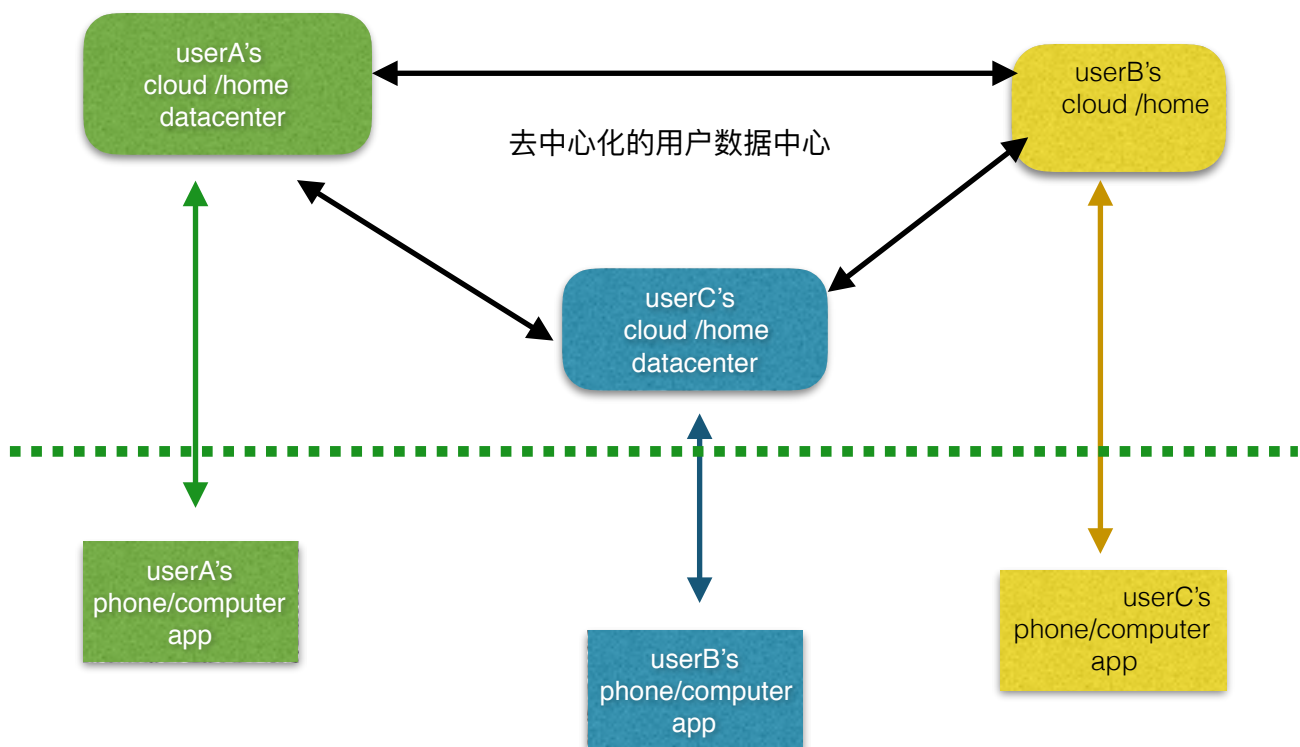 userA’s
cloud /home
datacenter
userB’s
cloud /home
去中心化的用户数据中心
userC’s
cloud /home
datacenter
userA’s
phone/computer
app
userB’s
phone/computer
app
userC’s
phone/computer
app